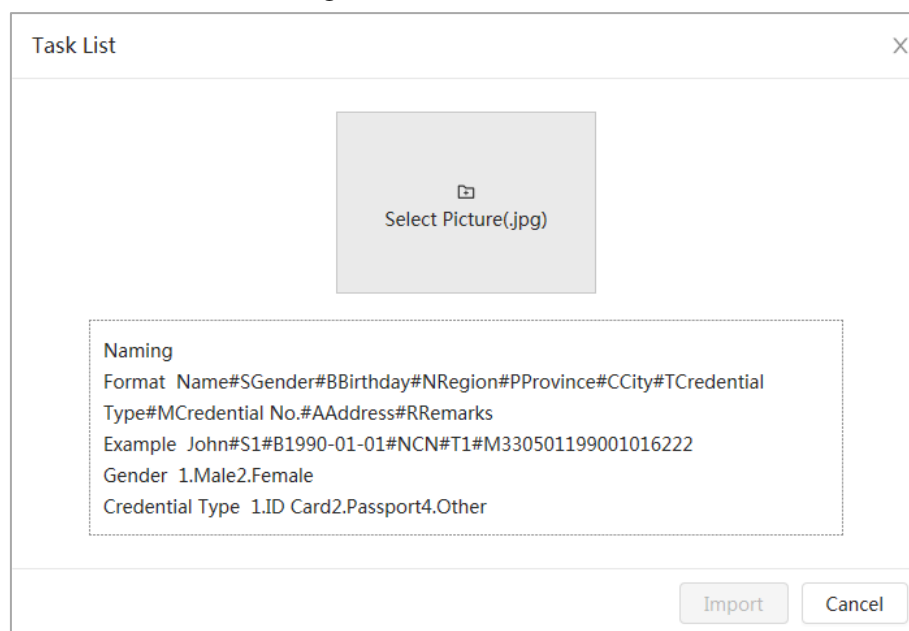 Task List
Select Picture(.jpg)
Naming
Format Name#SGender#BBirthday#NRegion#PProvince#CCity#TCredential
Type#MCredential No.#AAddress#RRemarks
Example John#S1#B1990-01-01#NCN#T1#M330501199001016222
Gender 1.Male2.Female
Credential Type 1.ID Card2.Passport4.Other
Import Cancel